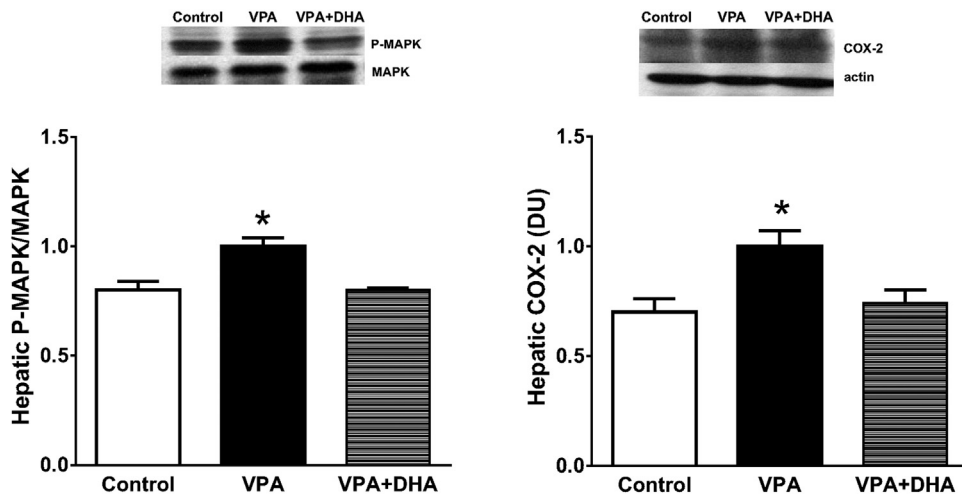 Control VPA VPA+DHA
P-MAPK
MAPK
1.5
1.0
0.5
0.0
Hepatic P-MAPK/MAPK
*
Control VPA VPA+DHA
Control VPA VPA+DHA
COX-2
actin
1.5
1.0
0.5
0.0
Hepatic COX-2 (DU)
*
Control VPA VPA+DHA